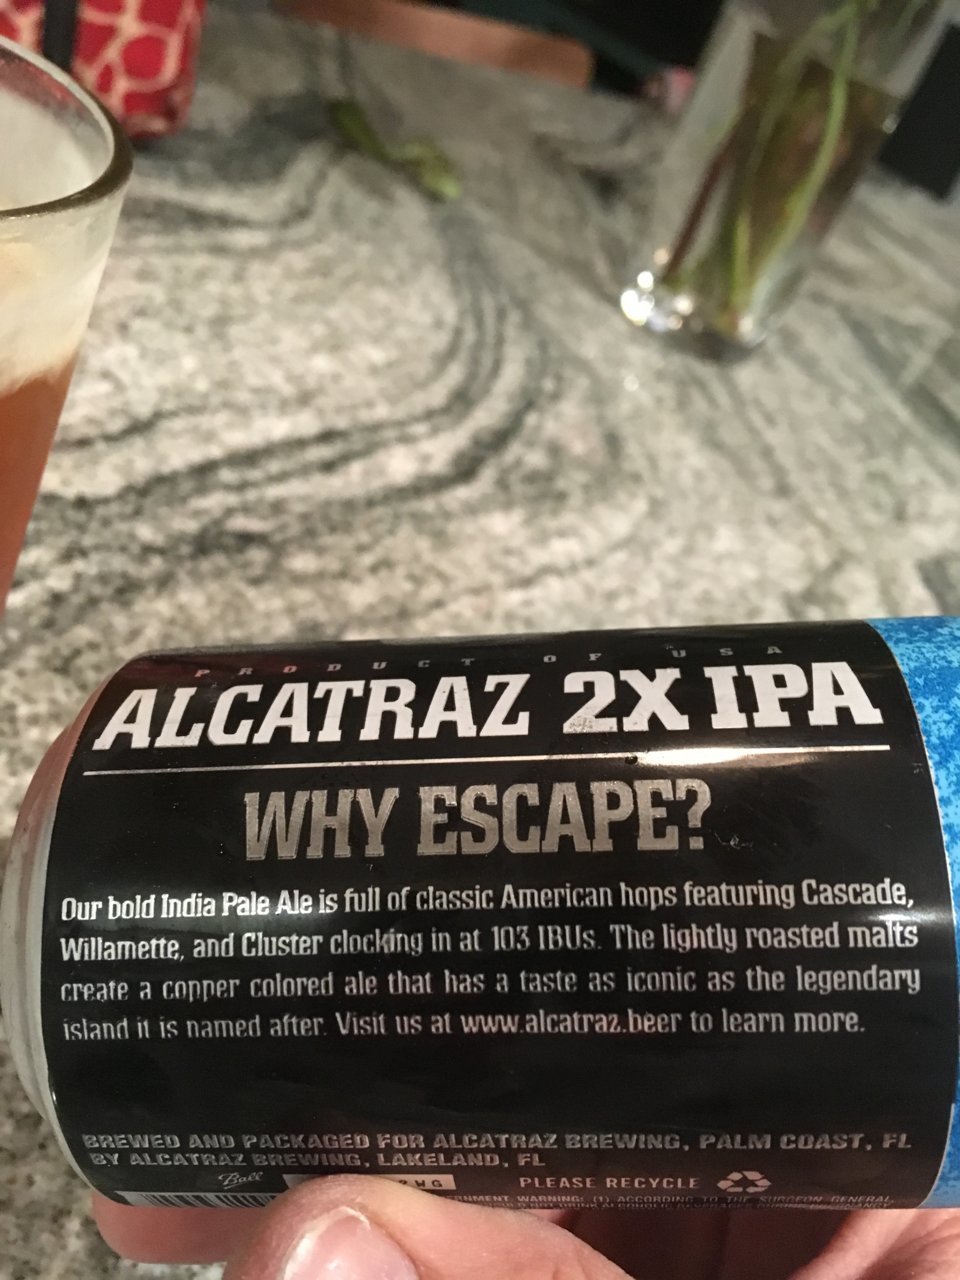 PRODUCT OF USA
ALCATRAZ 2X IPA
WHY ESCAPE?
Our bold India Pale Ale is full of classic American hops featuring Cascade,
Willamette, and Cluster clocking in at 103 IBUs. The lightly roasted malts
create a copper colored ale that has a taste as iconic as the legendary
island it is named after. Visit us at www.alcatraz.beer to learn more.
BREWED AND PACKAGED FOR ALCATRAZ BREWING, PALM COAST, FL
BY ALCATRAZ BREWING, LAKELAND, FL
Ball
PLEASE RECYCLE
WARNING: (1) ACCORDING TO THE SURGEON GENERAL,